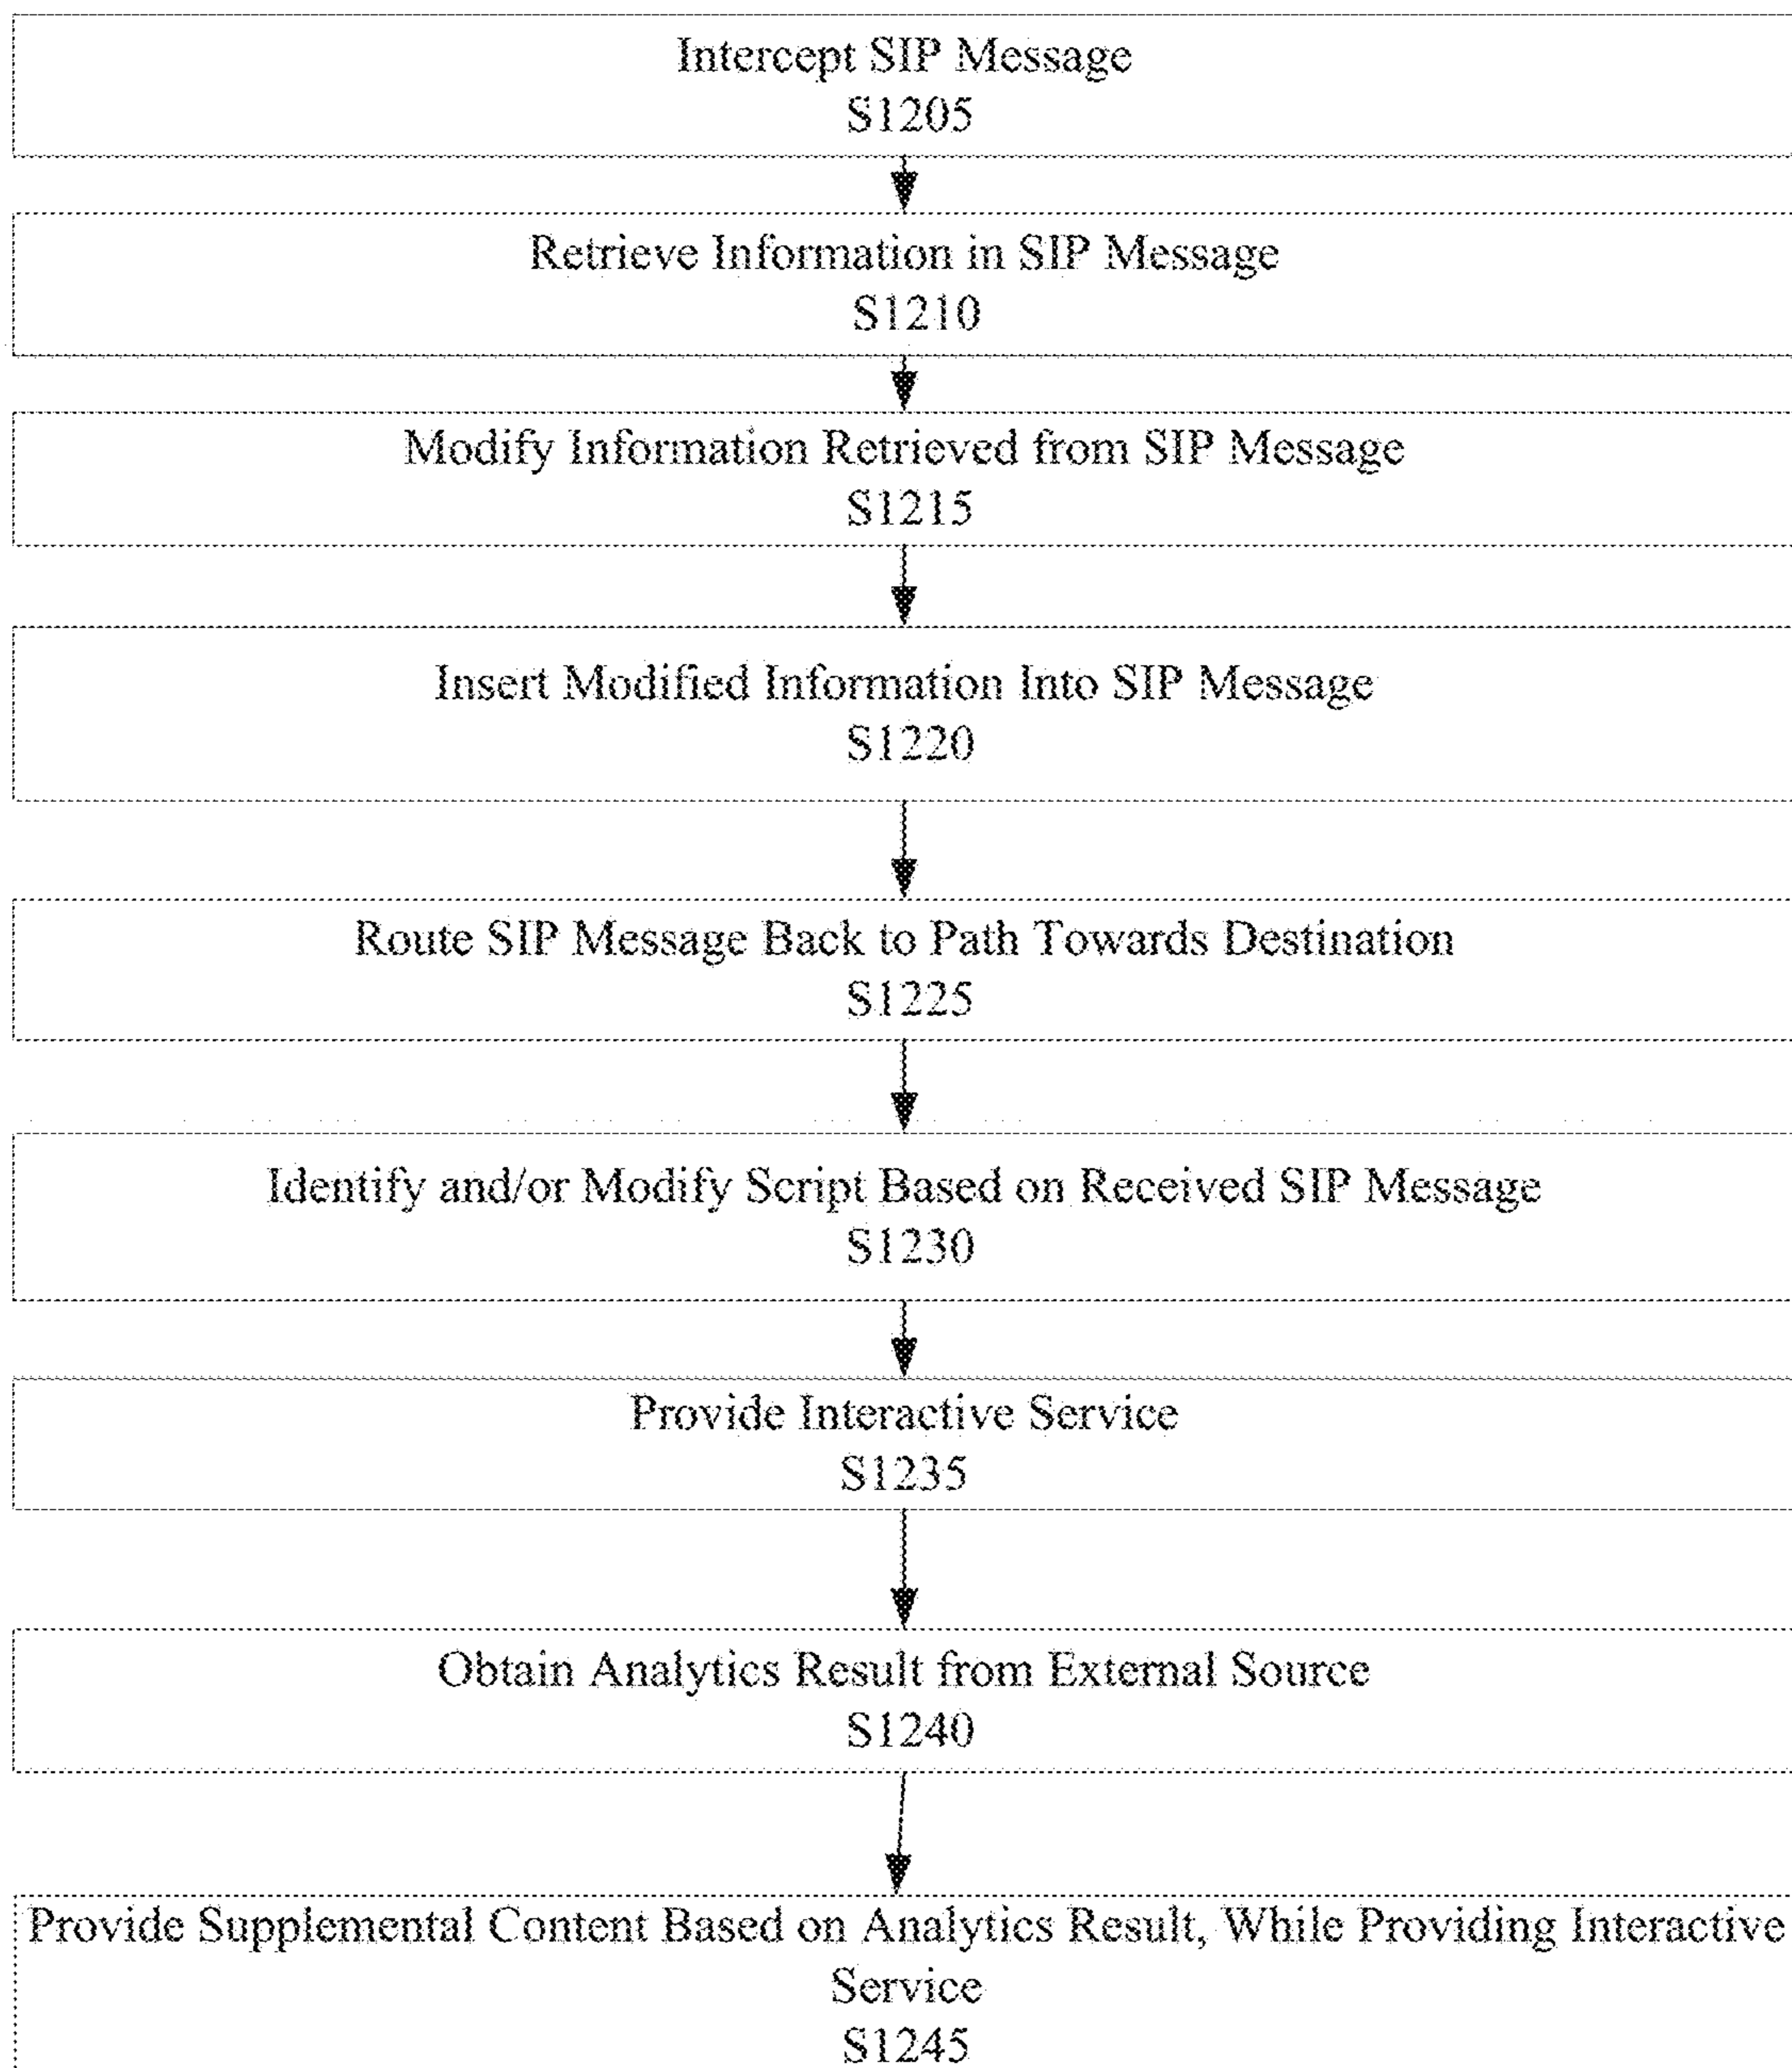 Intercept SIP Message
S1205
Retrieve Information in SIP Message
S1210
Modify Information Retrieved from SIP Message
S1215
Insert Modified Information Into SIP Message
S1220
Route SIP Message Back to Path Towards Destination
S1225
Identify and/or Modify Script Based on Received SIP Message
S1230
Provide Interactive Service
S1235
Obtain Analytics Result from External Source
S1240
Provide Supplemental Content Based on Analytics Result, While Providing Interactive
Service
S1245